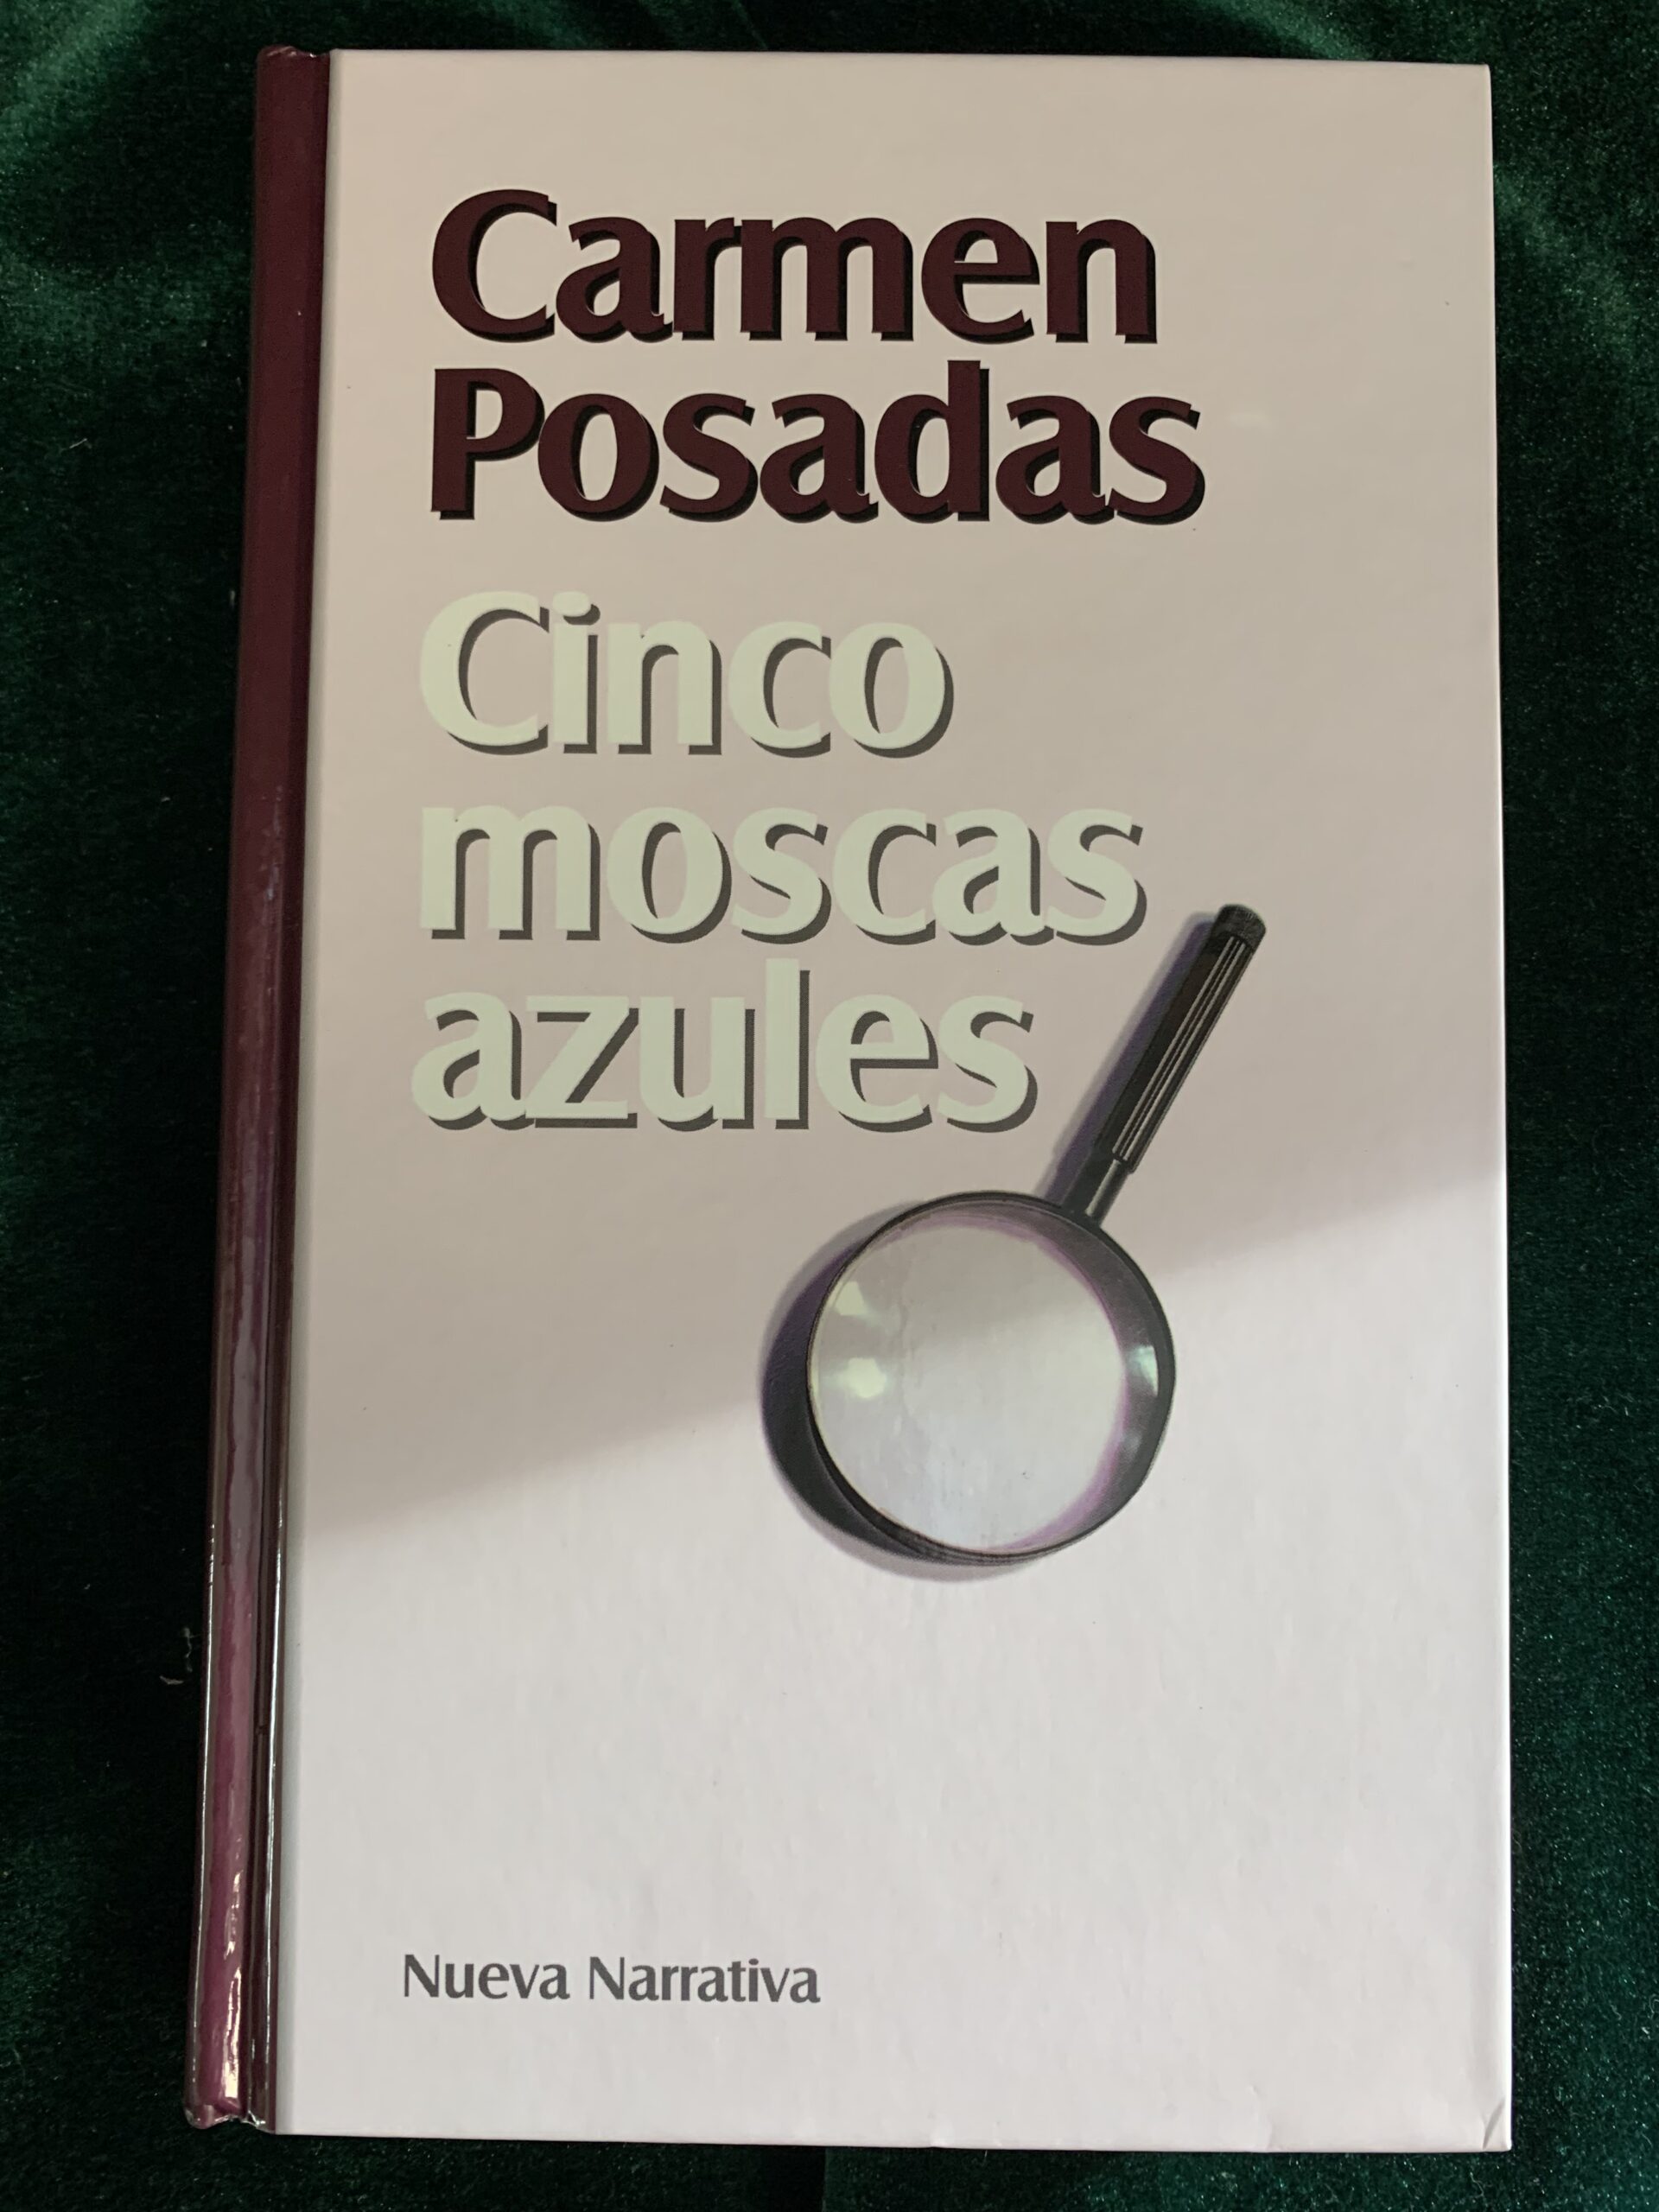 Carmen
Posadas
Cinco
moscas
azules
Nueva Narrativa